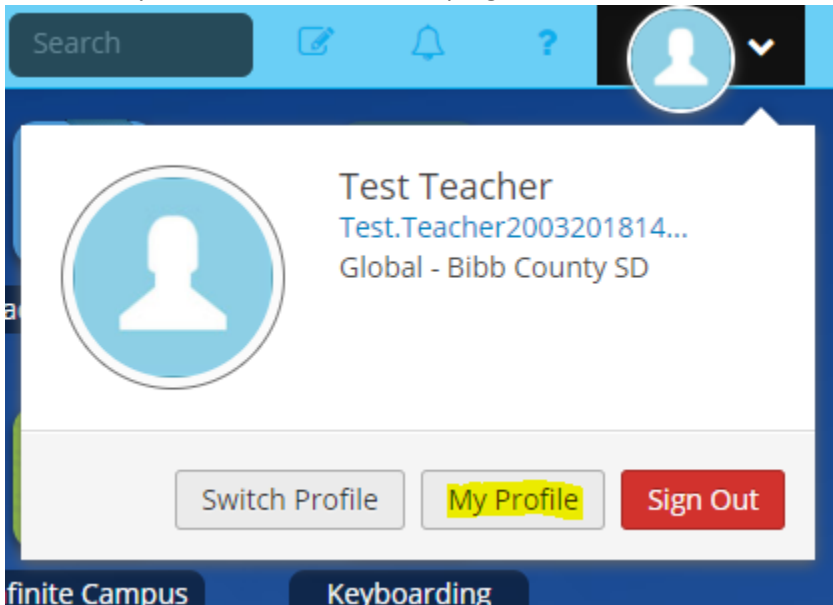 Search ?
Test Teacher
Test.Teacher2003201814...
Global - Bibb County SD
Switch Profile My Profile Sign Out
finite Campus Keyboarding